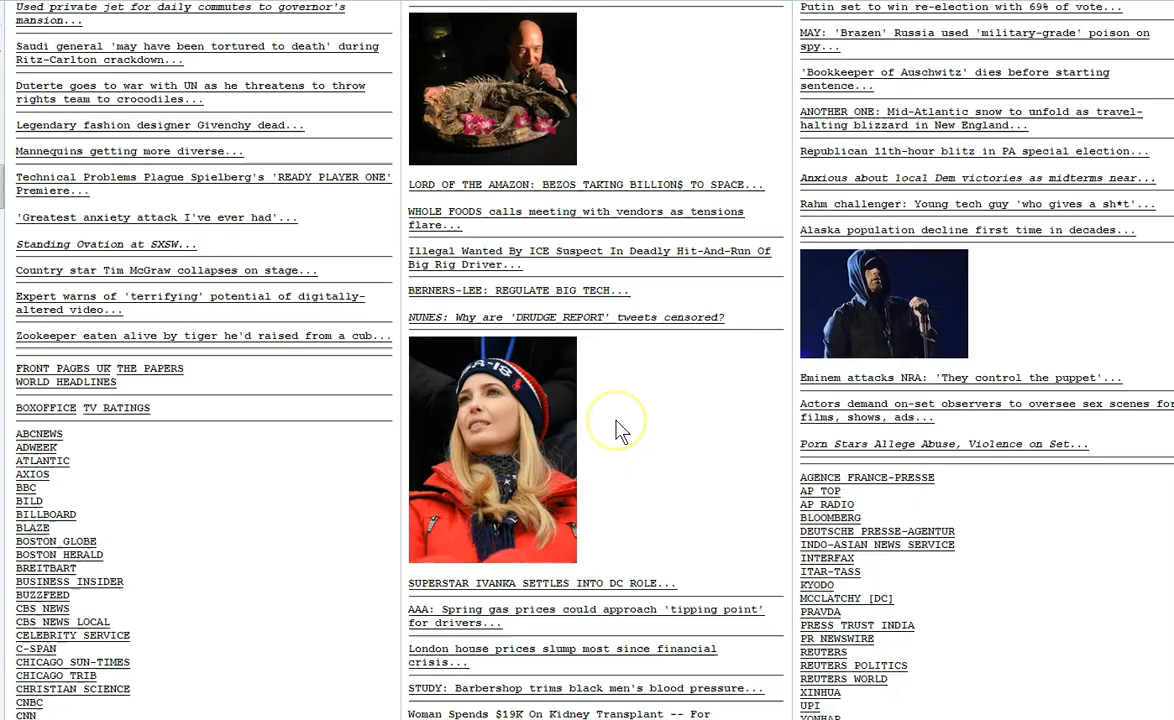 Used private jet for daily commutes to governor's
mansion...
Saudi general 'may have been tortured to death' during
Ritz-Carlton crackdown...
Duterte goes to war with UN as he threatens to throw
rights team to crocodiles...
Legendary fashion designer Givenchy dead...
Mannequins getting more diverse...
Technical Problems Plague Spielberg's 'READY PLAYER ONE'
Premiere...
'Greatest anxiety attack I've ever had'...
Standing Ovation at SXSW...
Country star Tim McGraw collapses on stage...
Expert warns of 'terrifying' potential of digitally-
altered video...
Zookeeper eaten alive by tiger he'd raised from a cub...
FRONT PAGES UK THE PAPERS
WORLD HEADLINES
BOXOFFICE TV RATINGS
ABCNEWS
ADWEEK
ATLANTIC
AXIOS
BBC
BILD
BILLBOARD
BLAZE
BOSTON GLOBE
BOSTON HERALD
BREITBART
BUSINESS INSIDER
BUZZFEED
CBS NEWS
CBS NEWS LOCAL
CELEBRITY SERVICE
C-SPAN
CHICAGO SUN-TIMES
CHICAGO TRIB
CHRISTIAN SCIENCE
CNBC
CNN
LORD OF THE AMAZON: BEZOS TAKING BILLION$ TO SPACE...
WHOLE FOODS calls meeting with vendors as tensions
flare...
Illegal Wanted By ICE Suspect In Deadly Hit-And-Run Of
Big Rig Driver...
BERNERS-LEE: REGULATE BIG TECH...
NUNES: Why are 'DRUDGE REPORT' tweets censored?
SUPERSTAR IVANKA SETTLES INTO DC ROLE...
AAA: Spring gas prices could approach 'tipping point'
for drivers...
London house prices slump most since financial
crisis...
STUDY: Barbershop trims black men's blood pressure...
Woman Spends $19K On Kidney Transplant -- For
Putin set to win re-election with 69% of vote...
MAY: 'Brazen' Russia used 'military-grade' poison on
spy...
'Bookkeeper of Auschwitz' dies before starting
sentence...
ANOTHER ONE: Mid-Atlantic snow to unfold as travel-
halting blizzard in New England...
Republican 11th-hour blitz in PA special election...
Anxious about local Dem victories as midterms near...
Rahm challenger: Young tech guy 'who gives a sh*t'...
Alaska population decline first time in decades...
Eminem attacks NRA: 'They control the puppet'...
Actors demand on-set observers to oversee sex scenes for
films, shows, ads...
Porn Stars Allege Abuse, Violence on Set...
AGENCE FRANCE-PRESSE
AP TOP
AP RADIO
BLOOMBERG
DEUTSCHE PRESSE-AGENTUR
INDO-ASIAN NEWS SERVICE
INTERFAX
ITAR-TASS
KYODO
MCCLATCHY [DC]
PRAVDA
PRESS TRUST INDIA
PR NEWSWIRE
REUTERS
REUTERS POLITICS
REUTERS WORLD
XINHUA
UPI
YONHAP